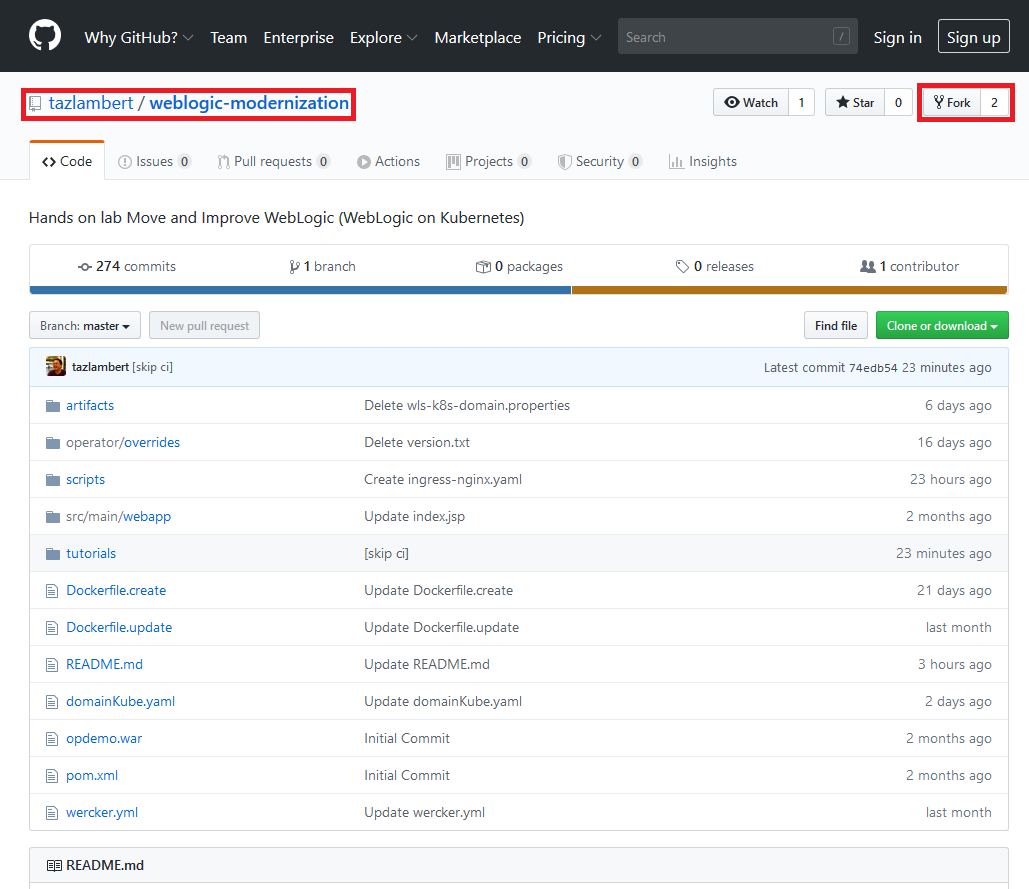 Why GitHub? Team Enterprise Explore Marketplace Pricing Search / Sign in Sign up
tazlambert / weblogic-modernization Watch 1 Star 0 Fork 2
Code Issues 0 Pull requests 0 Actions Projects 0 Security 0 Insights
Hands on lab Move and Improve WebLogic (WebLogic on Kubernetes)
274 commits 1 branch 0 packages 0 releases 1 contributor
Branch: master New pull request Find file Clone or download
tazlambert [skip ci] Latest commit 74edb54 23 minutes ago
artifacts Delete wls-k8s-domain.properties 6 days ago
operator/overrides Delete version.txt 16 days ago
scripts Create ingress-nginx.yaml 23 hours ago
src/main/webapp Update index.jsp 2 months ago
tutorials [skip ci] 23 minutes ago
Dockerfile.create Update Dockerfile.create 21 days ago
Dockerfile.update Update Dockerfile.update last month
README.md Update README.md 3 hours ago
domainKube.yaml Update domainKube.yaml 2 days ago
opdemo.war Initial Commit 2 months ago
pom.xml Initial Commit 2 months ago
wercker.yml Update wercker.yml last month
README.md